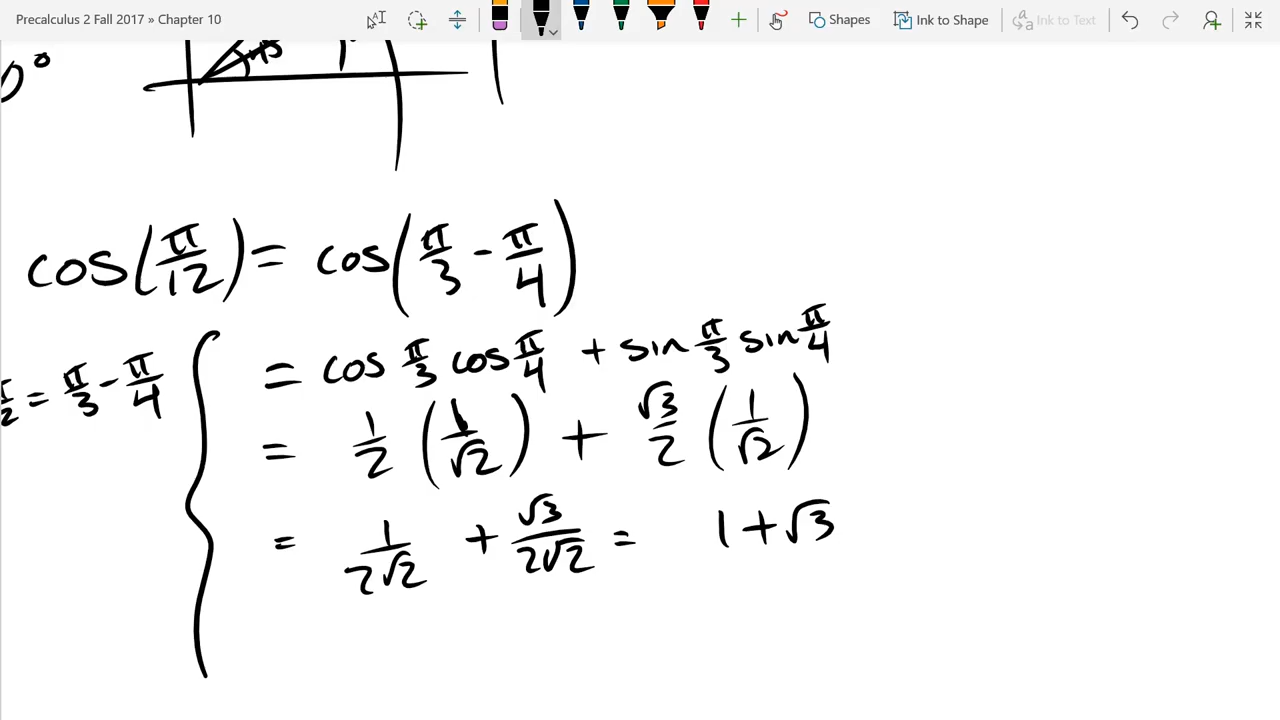 Precalculus 2 Fall 2017 » Chapter 10
Shapes
Ink to Shape
Ink to Text
0°
45
cos(π/12) = cos(π/3 - π/4)
= cos π/3 cos π/4 + sin π/3 sin π/4
= π/3 - π/4
= 1/2 (1/√2) + √3/2 (1/√2)
= 1/2√2 + √3/2√2 = 1 + √3